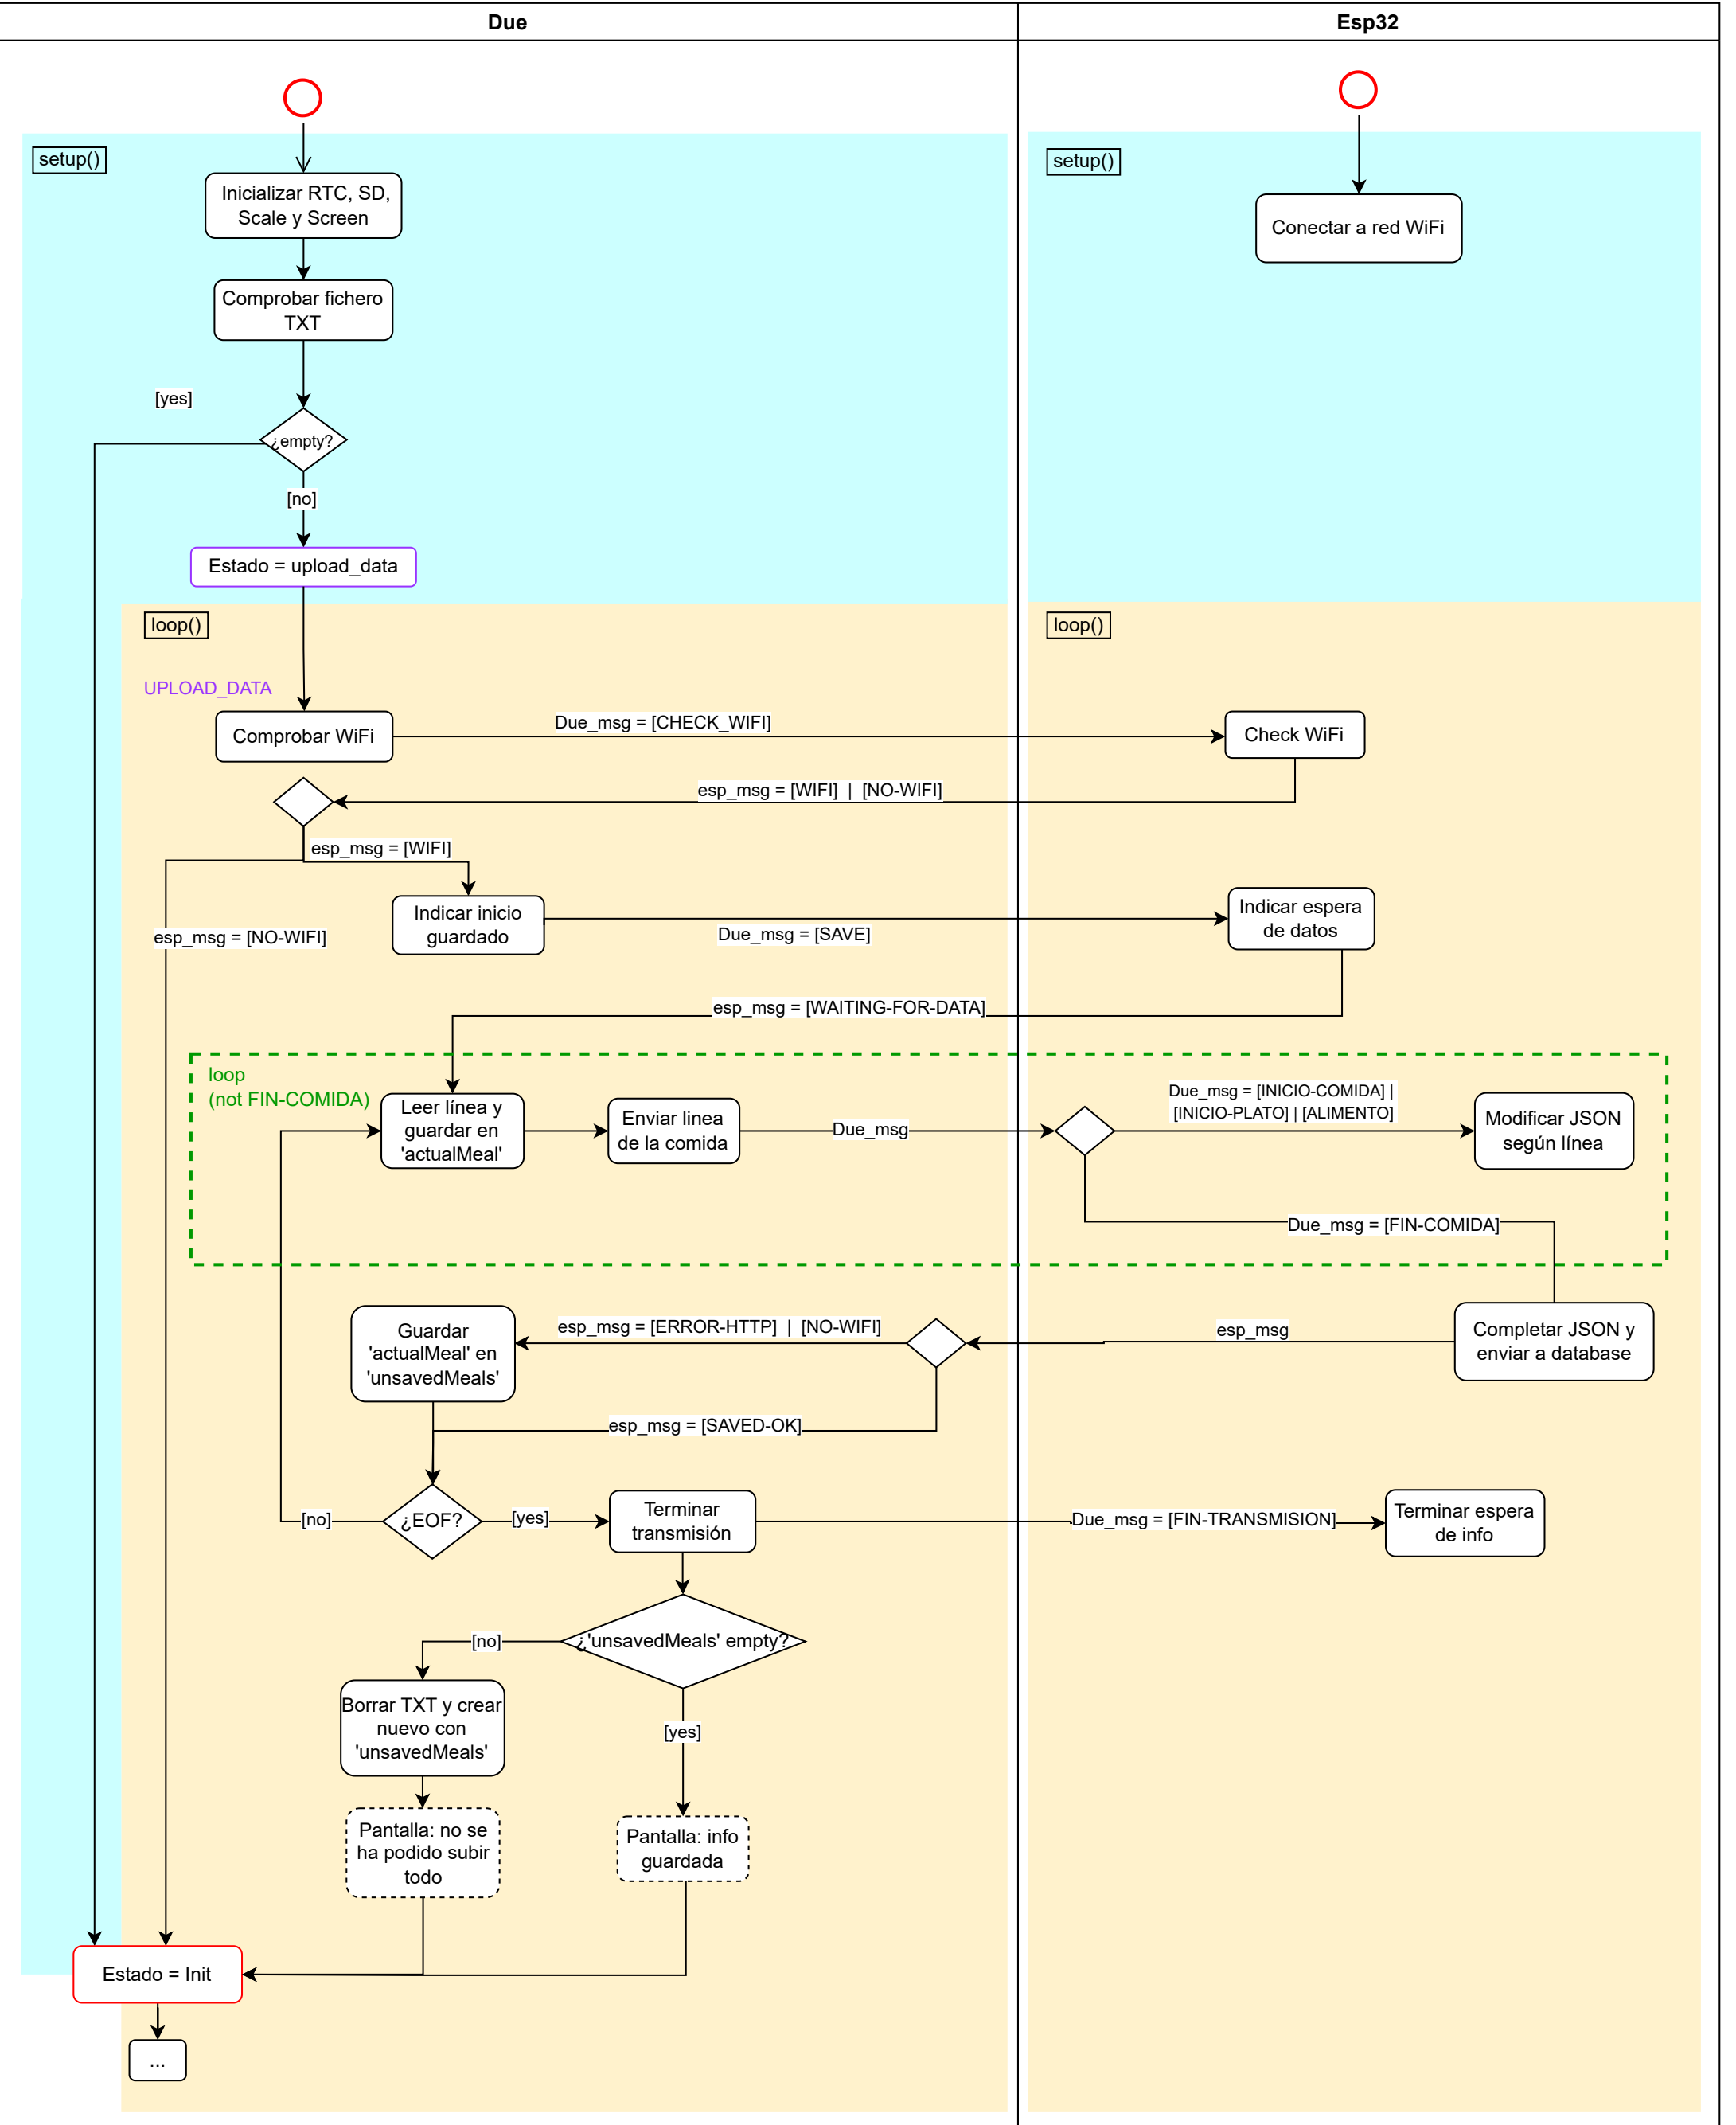 Due
Esp32
setup()
setup()
Inicializar RTC, SD,
Scale y Screen
Conectar a red WiFi
Comprobar fichero
TXT
[yes]
¿empty?
[no]
Estado = upload_data
loop()
loop()
UPLOAD_DATA
Comprobar WiFi
Due_msg = [CHECK_WIFI]
Check WiFi
esp_msg = [WIFI] | [NO-WIFI]
esp_msg = [WIFI]
Indicar inicio
guardado
Due_msg = [SAVE]
Indicar espera
de datos
esp_msg = [NO-WIFI]
esp_msg = [WAITING-FOR-DATA]
loop
(not FIN-COMIDA)
Leer línea y
guardar en
'actualMeal'
Enviar linea
de la comida
Due_msg
Due_msg = [INICIO-COMIDA] |
[INICIO-PLATO] | [ALIMENTO]
Modificar JSON
según línea
Due_msg = [FIN-COMIDA]
Guardar
'actualMeal' en
'unsavedMeals'
esp_msg = [ERROR-HTTP] | [NO-WIFI]
esp_msg
Completar JSON y
enviar a database
esp_msg = [SAVED-OK]
[no]
¿EOF?
[yes]
Terminar
transmisión
Due_msg = [FIN-TRANSMISION]
Terminar espera
de info
[no]
¿'unsavedMeals' empty?
Borrar TXT y crear
nuevo con
'unsavedMeals'
[yes]
Pantalla: no se
ha podido subir
todo
Pantalla: info
guardada
Estado = Init
...